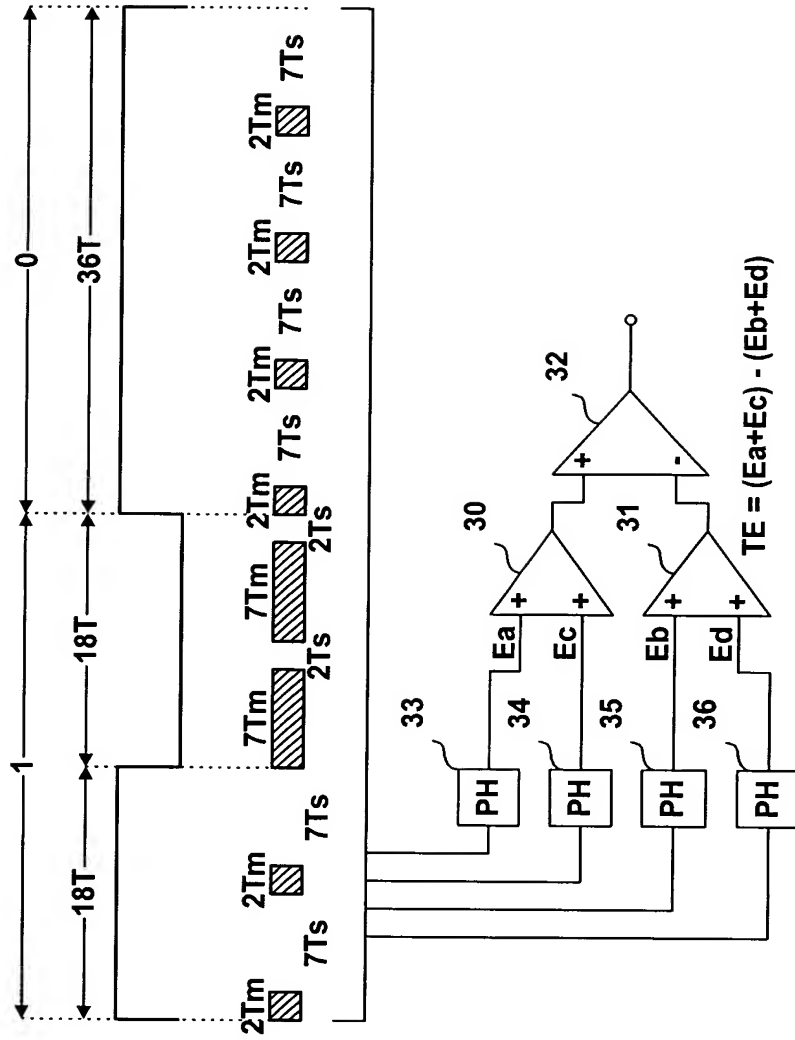 1
0
18T
18T
36T
2Tm
7Ts
2Tm
7Ts
7Tm
2Ts
7Tm
2Ts
2Tm
7Ts
2Tm
7Ts
2Tm
7Ts
2Tm
7Ts
33
PH
34
PH
35
PH
36
PH
Ea
Ec
Eb
Ed
30
+
+
31
+
+
32
+
-
TE = (Ea+Ec) - (Eb+Ed)